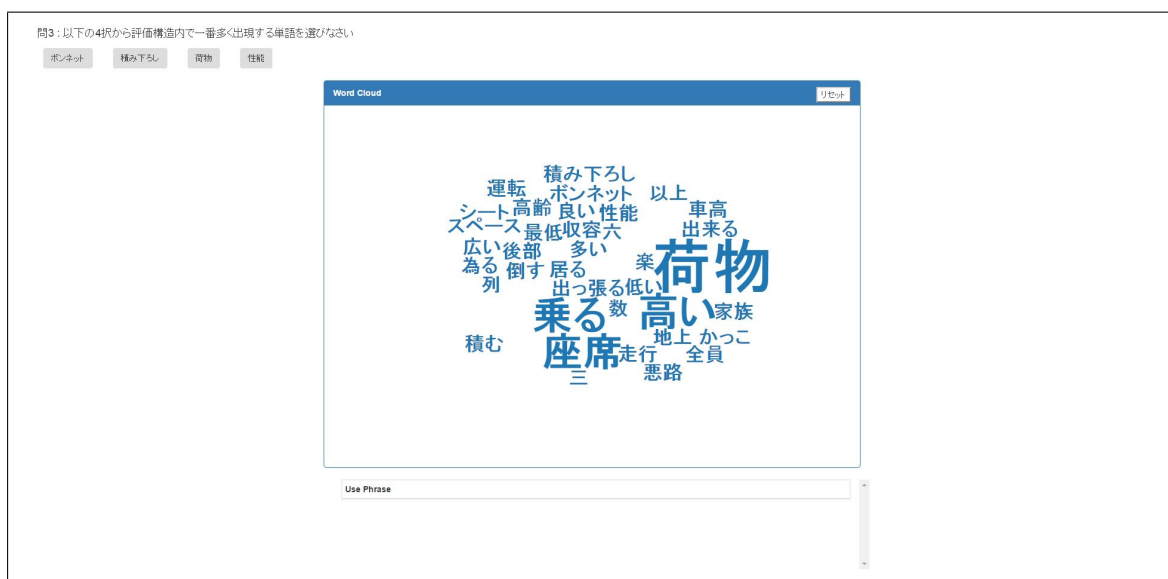 問3 : 以下の4択から評価構造内で一番多く出現する単語を選びなさい
ボンネット 積み下ろし 荷物 性能
Word Cloud リセット
積み下ろし
運転 ボンネット 以上
シート 高齢 良い 性能 車高
スペース 最低 収容 六 出来る
広い 後部 多い
為る 倒す 居る 楽 荷物
列 出っ張る 低い
乗る 数 高い 家族
積む 座席 走行 地上 かっこ
全員
三 悪路
Use Phrase